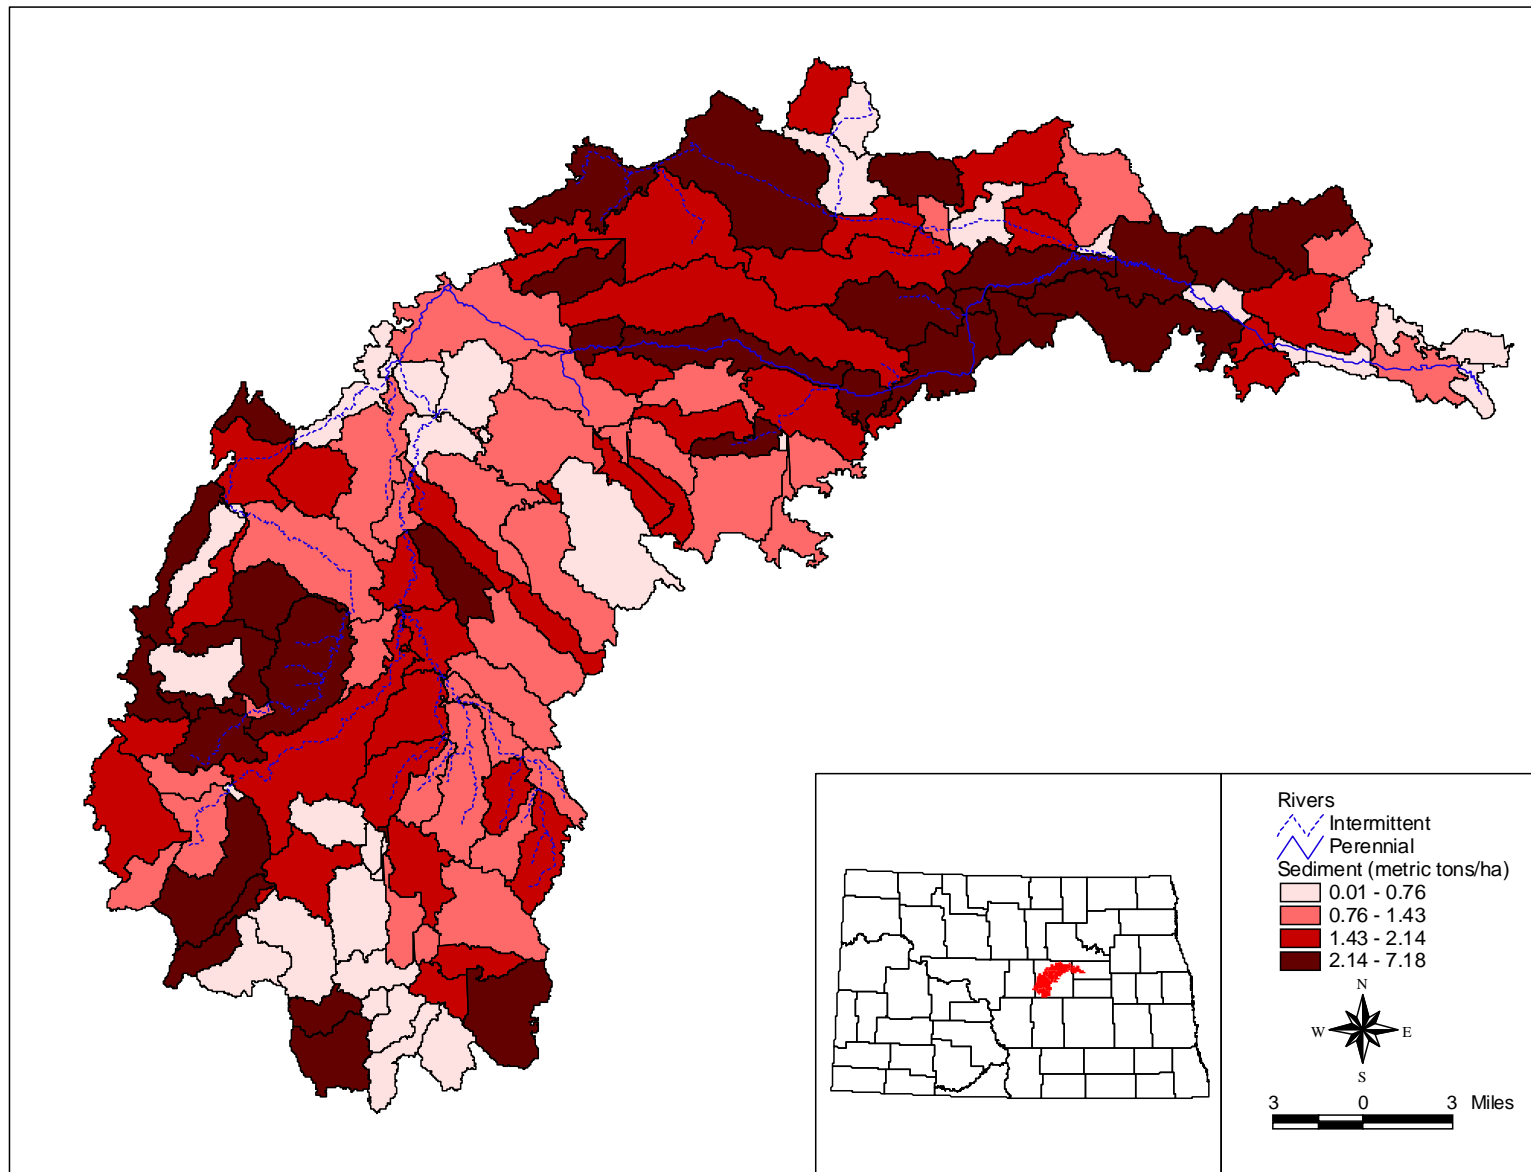 Rivers
Intermittent
Perennial
Sediment (metric tons/ha)
0.01 - 0.76
0.76 - 1.43
1.43 - 2.14
2.14 - 7.18
N
W E
S
3 0 3 Miles